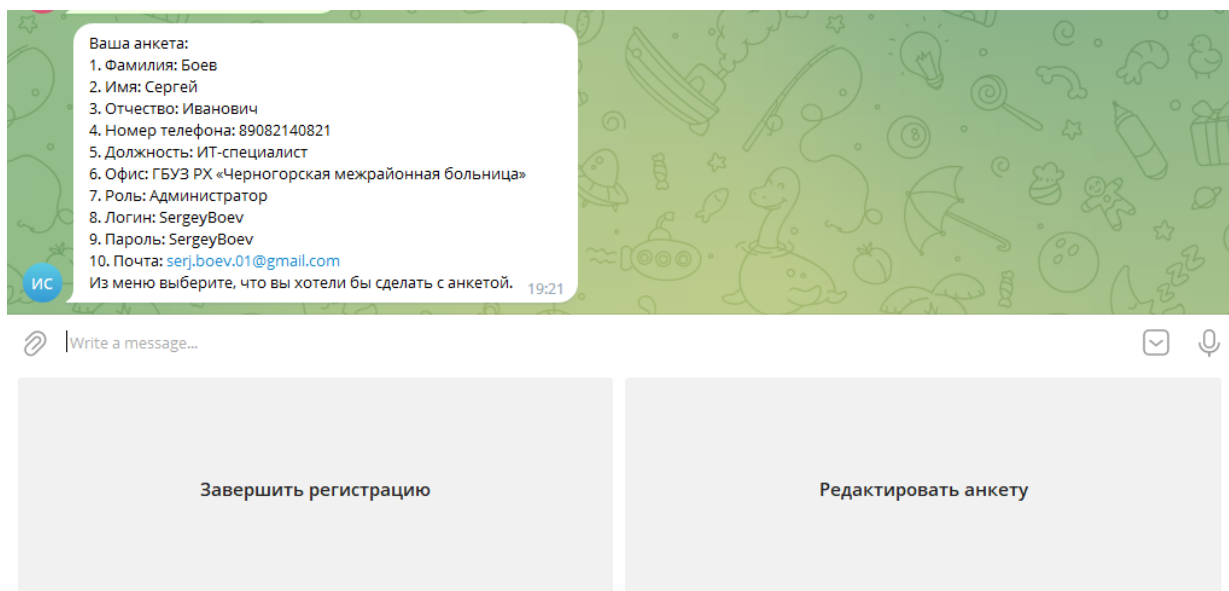 Ваша анкета:
1. Фамилия: Боев
2. Имя: Сергей
3. Отчество: Иванович
4. Номер телефона: 89082140821
5. Должность: ИТ-специалист
6. Офис: ГБУЗ РХ «Черногорская межрайонная больница»
7. Роль: Администратор
8. Логин: SergeyBoev
9. Пароль: SergeyBoev
10. Почта: serj.boev.01@gmail.com
Из меню выберите, что вы хотели бы сделать с анкетой. 19:21
ИС
Write a message...
Завершить регистрацию
Редактировать анкету